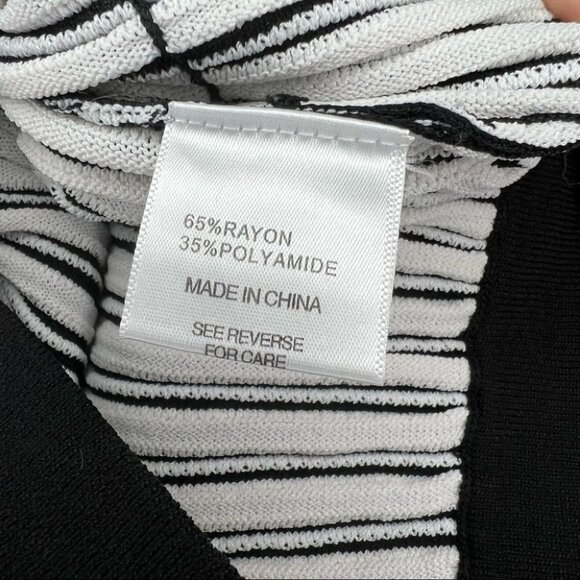 65%RAYON
35%POLYAMIDE
MADE IN CHINA
SEE REVERSE
FOR CARE